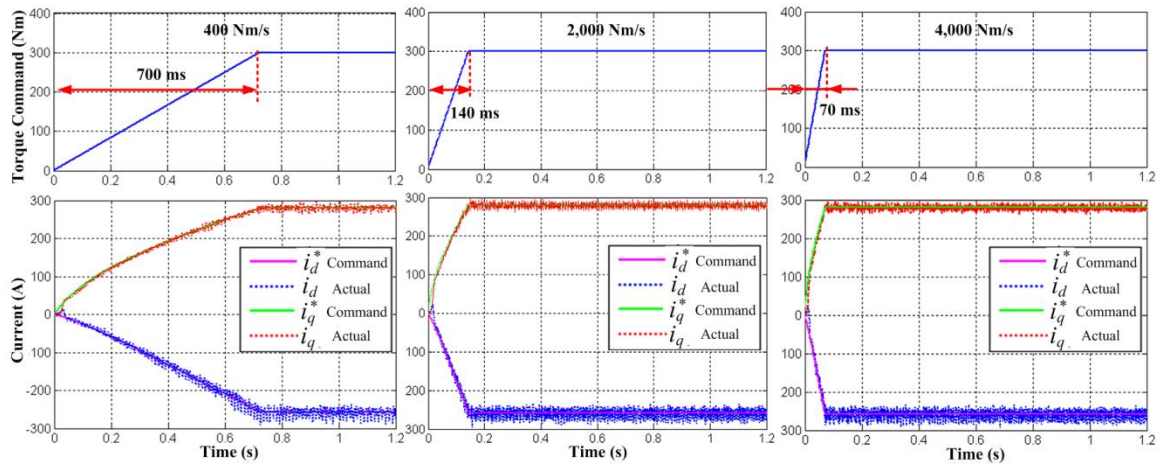 Torque Command (Nm)
400
300
200
100
0
400 Nm/s
700 ms
0 0.2 0.4 0.6 0.8 1 1.2
400
300
200
100
0
2,000 Nm/s
140 ms
0 0.2 0.4 0.6 0.8 1 1.2
400
300
200
100
0
4,000 Nm/s
70 ms
0 0.2 0.4 0.6 0.8 1 1.2
Current (A)
300
200
100
0
-100
-200
-300
i_d^* Command
i_d Actual
i_q^* Command
i_q Actual
0 0.2 0.4 0.6 0.8 1 1.2
Time (s)
300
200
100
0
-100
-200
-300
i_d^* Command
i_d Actual
i_q^* Command
i_q Actual
0 0.2 0.4 0.6 0.8 1 1.2
Time (s)
300
200
100
0
-100
-200
-300
i_d^* Command
i_d Actual
i_q^* Command
i_q Actual
0 0.2 0.4 0.6 0.8 1 1.2
Time (s)